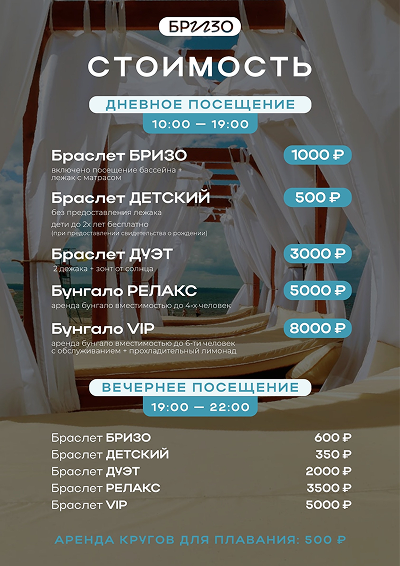 БРИЗО
СТОИМОСТЬ
ДНЕВНОЕ ПОСЕЩЕНИЕ
10:00 — 19:00
Браслет БРИЗО 1000 ₽
включено посещение бассейна +
лежак с матрасом
Браслет ДЕТСКИЙ 500 ₽
без предоставления лежака
дети до 2х лет бесплатно
(при предоставлении свидетельства о рождении)
Браслет ДУЭТ 3000 ₽
2 лежака + зонт от солнца
Бунгало РЕЛАКС 5000 ₽
аренда бунгало вместимостью до 4-х человек
Бунгало VIP 8000 ₽
аренда бунгало вместимостью до 6-ти человек
с обслуживанием + прохладительный лимонад
ВЕЧЕРНЕЕ ПОСЕЩЕНИЕ
19:00 — 22:00
Браслет БРИЗО 600 ₽
Браслет ДЕТСКИЙ 350 ₽
Браслет ДУЭТ 2000 ₽
Браслет РЕЛАКС 3500 ₽
Браслет VIP 5000 ₽
АРЕНДА КРУГОВ ДЛЯ ПЛАВАНИЯ: 500 ₽